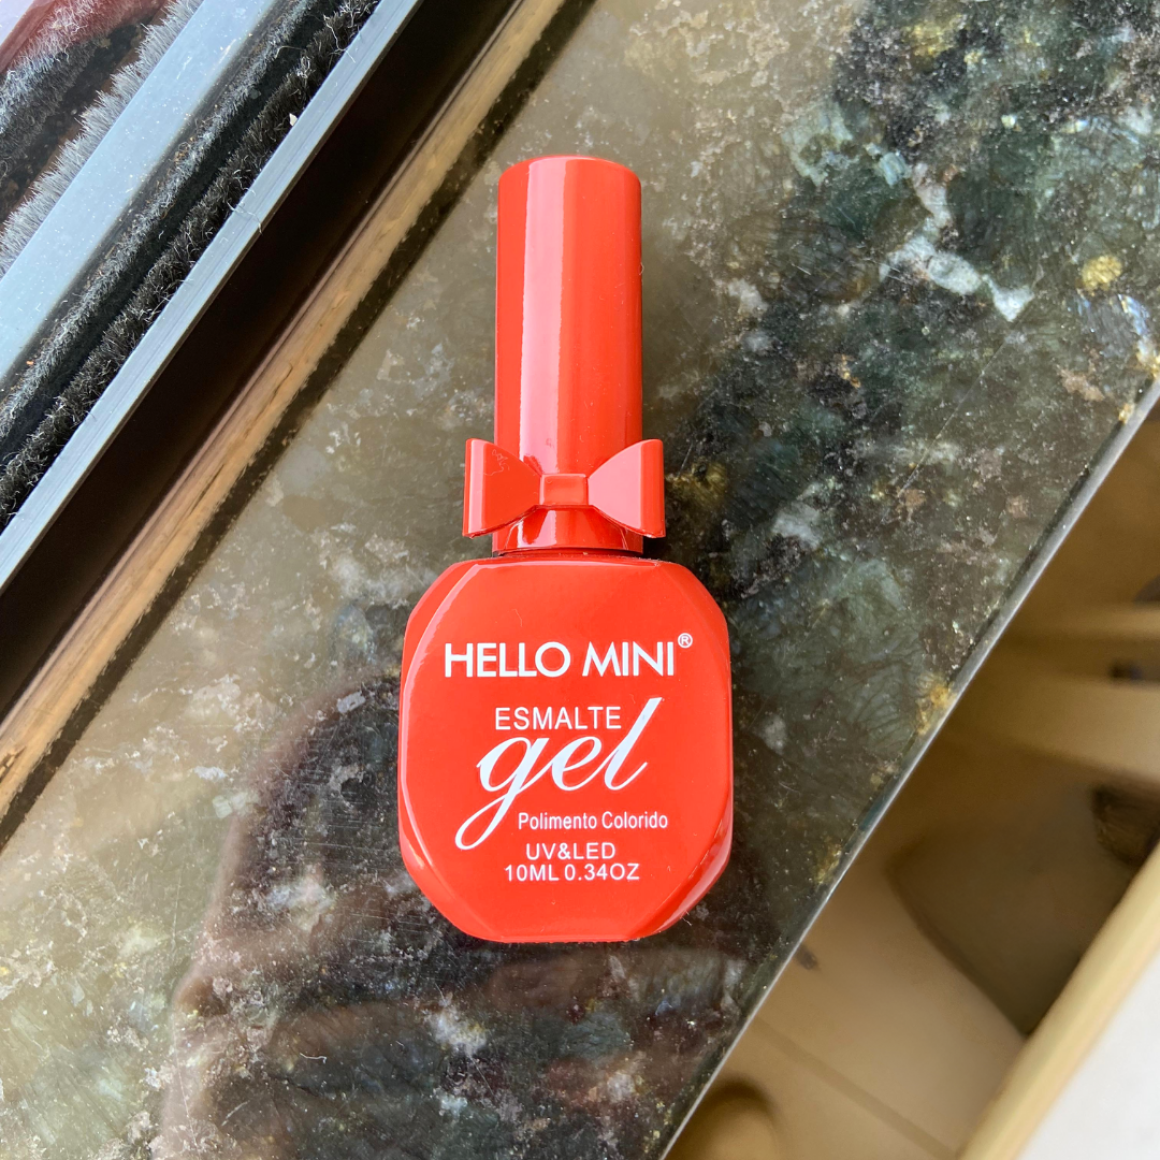 HELLO MINI®
ESMALTE
gel
Polimento Colorido
UV&LED
10ML 0.34OZ